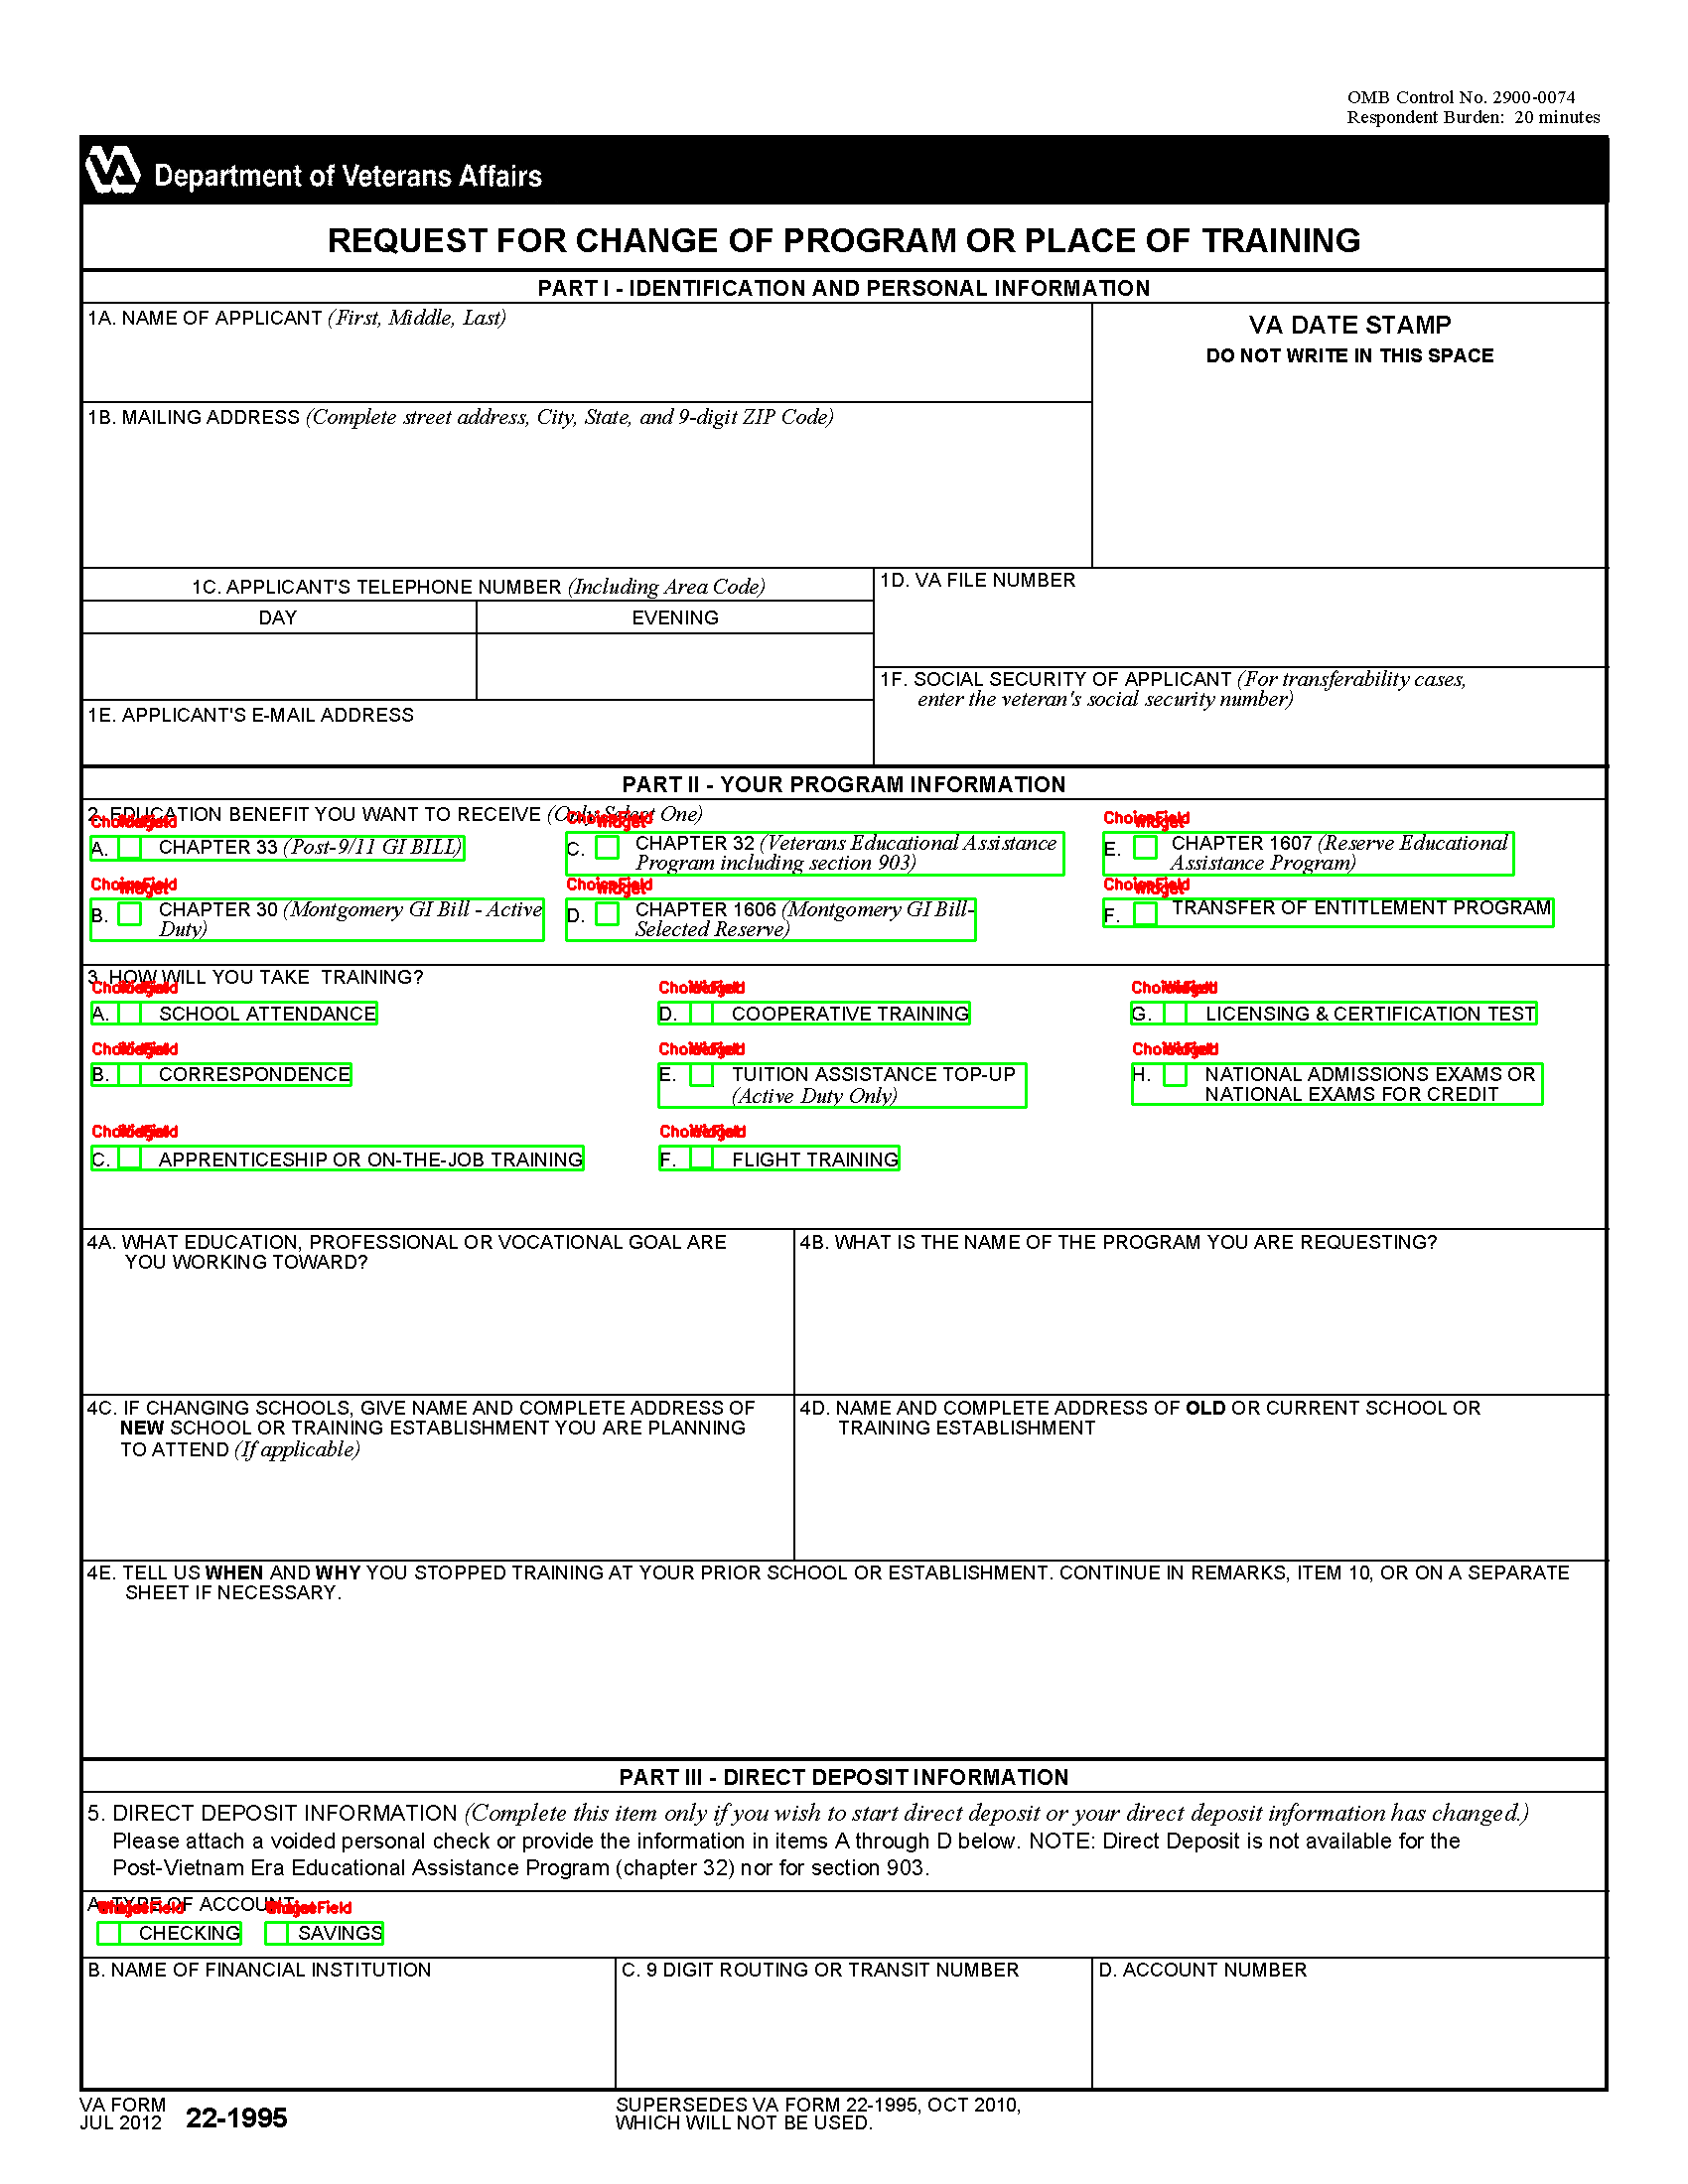 OMB Control No. 2900-0074
Respondent Burden: 20 minutes
VA Department of Veterans Affairs
REQUEST FOR CHANGE OF PROGRAM OR PLACE OF TRAINING
PART I - IDENTIFICATION AND PERSONAL INFORMATION
1A. NAME OF APPLICANT (First, Middle, Last)
VA DATE STAMP
DO NOT WRITE IN THIS SPACE
1B. MAILING ADDRESS (Complete street address, City, State, and 9-digit ZIP Code)
1C. APPLICANT'S TELEPHONE NUMBER (Including Area Code)
DAY
EVENING
1D. VA FILE NUMBER
1E. APPLICANT'S E-MAIL ADDRESS
1F. SOCIAL SECURITY OF APPLICANT (For transferability cases,
enter the veteran's social security number)
PART II - YOUR PROGRAM INFORMATION
2. EDUCATION BENEFIT YOU WANT TO RECEIVE (Only Select One)
ChoiceField Widget
A. CHAPTER 33 (Post-9/11 GI BILL)
ChoiceField Widget
C. CHAPTER 32 (Veterans Educational Assistance
Program including section 903)
ChoiceField Widget
E. CHAPTER 1607 (Reserve Educational
Assistance Program)
ChoiceField Widget
B. CHAPTER 30 (Montgomery GI Bill - Active
Duty)
ChoiceField Widget
D. CHAPTER 1606 (Montgomery GI Bill-
Selected Reserve)
ChoiceField Widget
F. TRANSFER OF ENTITLEMENT PROGRAM
3. HOW WILL YOU TAKE TRAINING?
ChoiceField Widget
A. SCHOOL ATTENDANCE
ChoiceField Widget
D. COOPERATIVE TRAINING
ChoiceField Widget
G. LICENSING & CERTIFICATION TEST
ChoiceField Widget
B. CORRESPONDENCE
ChoiceField Widget
E. TUITION ASSISTANCE TOP-UP
(Active Duty Only)
ChoiceField Widget
H. NATIONAL ADMISSIONS EXAMS OR
NATIONAL EXAMS FOR CREDIT
ChoiceField Widget
C. APPRENTICESHIP OR ON-THE-JOB TRAINING
ChoiceField Widget
F. FLIGHT TRAINING
4A. WHAT EDUCATION, PROFESSIONAL OR VOCATIONAL GOAL ARE
YOU WORKING TOWARD?
4B. WHAT IS THE NAME OF THE PROGRAM YOU ARE REQUESTING?
4C. IF CHANGING SCHOOLS, GIVE NAME AND COMPLETE ADDRESS OF
NEW SCHOOL OR TRAINING ESTABLISHMENT YOU ARE PLANNING
TO ATTEND (If applicable)
4D. NAME AND COMPLETE ADDRESS OF OLD OR CURRENT SCHOOL OR
TRAINING ESTABLISHMENT
4E. TELL US WHEN AND WHY YOU STOPPED TRAINING AT YOUR PRIOR SCHOOL OR ESTABLISHMENT. CONTINUE IN REMARKS, ITEM 10, OR ON A SEPARATE
SHEET IF NECESSARY.
PART III - DIRECT DEPOSIT INFORMATION
5. DIRECT DEPOSIT INFORMATION (Complete this item only if you wish to start direct deposit or your direct deposit information has changed.)
Please attach a voided personal check or provide the information in items A through D below. NOTE: Direct Deposit is not available for the
Post-Vietnam Era Educational Assistance Program (chapter 32) nor for section 903.
A. TYPE OF ACCOUNT
ChoiceField Widget
CHECKING
ChoiceField Widget
SAVINGS
B. NAME OF FINANCIAL INSTITUTION
C. 9 DIGIT ROUTING OR TRANSIT NUMBER
D. ACCOUNT NUMBER
VA FORM
JUL 2012 22-1995
SUPERSEDES VA FORM 22-1995, OCT 2010,
WHICH WILL NOT BE USED.